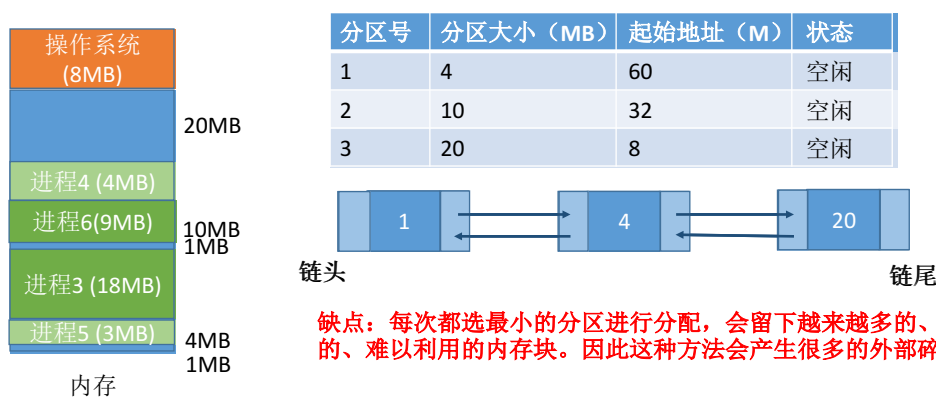 操作系统
(8MB)
20MB
进程4 (4MB)
进程6(9MB)
10MB
1MB
进程3 (18MB)
进程5 (3MB)
4MB
1MB
内存
分区号 分区大小（MB） 起始地址（M） 状态
1 4 60 空闲
2 10 32 空闲
3 20 8 空闲
1 4 20
链头 链尾
缺点：每次都选最小的分区进行分配，会留下越来越多的、
的、难以利用的内存块。因此这种方法会产生很多的外部碎